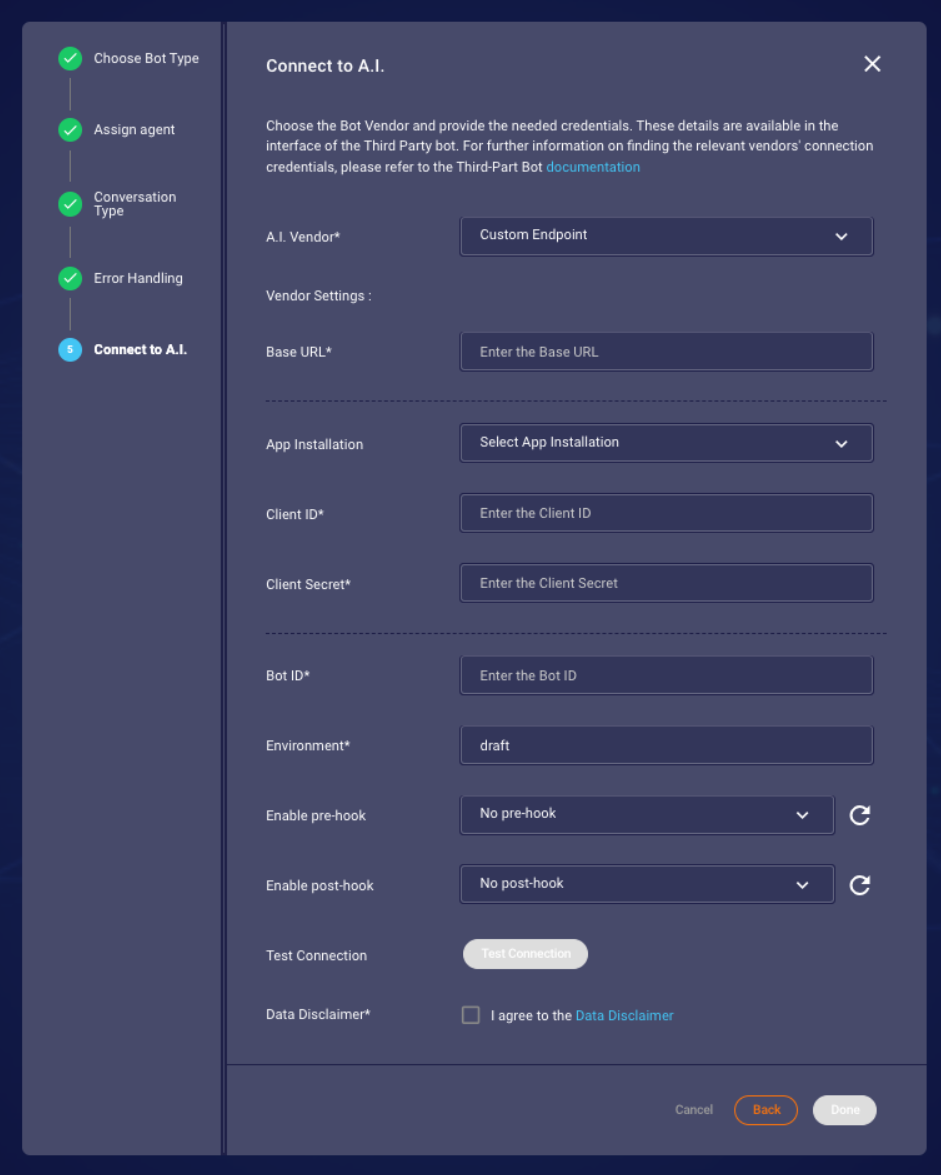 Choose Bot Type
Assign agent
Conversation
Type
Error Handling
5
Connect to A.I.
Connect to A.I.
Choose the Bot Vendor and provide the needed credentials. These details are available in the
interface of the Third Party bot. For further information on finding the relevant vendors' connection
credentials, please refer to the Third-Part Bot documentation
A.I. Vendor*
Custom Endpoint
Vendor Settings :
Base URL*
Enter the Base URL
App Installation
Select App Installation
Client ID*
Enter the Client ID
Client Secret*
Enter the Client Secret
Bot ID*
Enter the Bot ID
Environment*
draft
Enable pre-hook
No pre-hook
Enable post-hook
No post-hook
Test Connection
Test Connection
Data Disclaimer*
I agree to the Data Disclaimer
Cancel
Back
Done